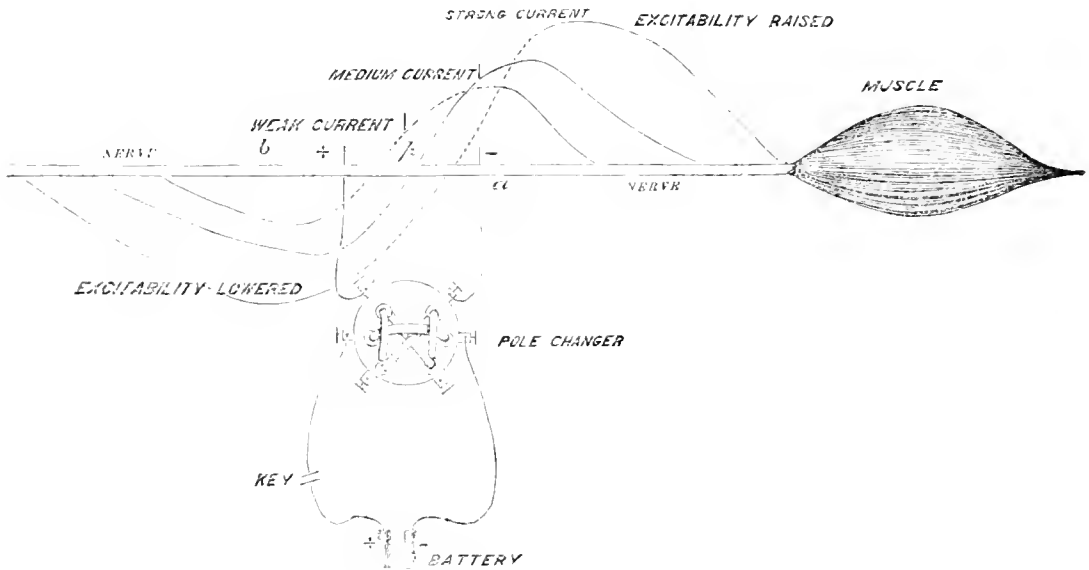 STRONG CURRENT EXCITABILITY RAISED
MEDIUM CURRENT
MUSCLE
WEAK CURRENT
NERVE b + -
a NERVE
EXCITABILITY LOWERED
POLE CHANGER
KEY
+ -
BATTERY